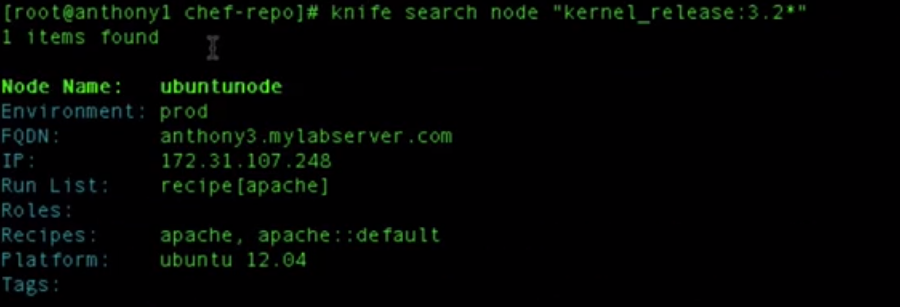 [root@anthony1 chef-repo]# knife search node "kernel_release:3.2*"
1 items found
Node Name: ubuntunode
Environment: prod
FQDN: anthony3.mylabserver.com
IP: 172.31.107.248
Run List: recipe[apache]
Roles:
Recipes: apache, apache::default
Platform: ubuntu 12.04
Tags: